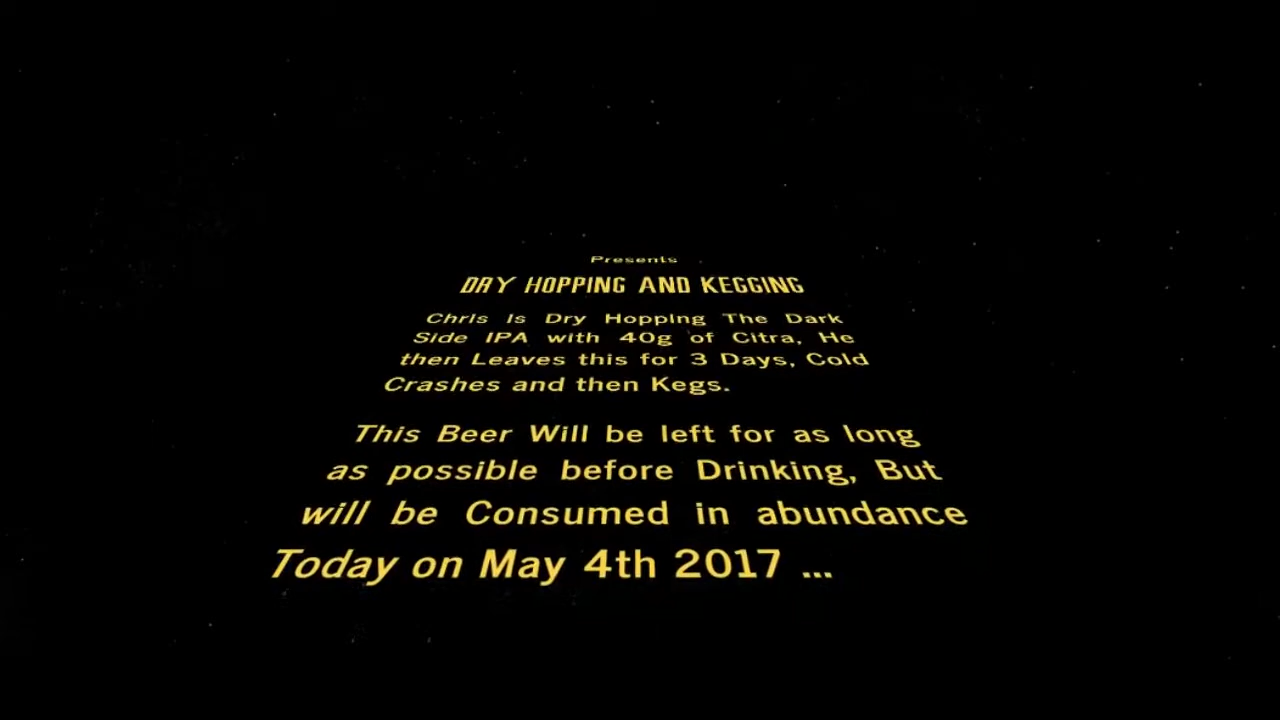 Presents
DRY HOPPING AND KEGGING
Chris Is Dry Hopping The Dark
Side IPA with 40g of Citra, He
then Leaves this for 3 Days, Cold
Crashes and then Kegs.
This Beer Will be left for as long
as possible before Drinking, But
will be Consumed in abundance
Today on May 4th 2017 ...